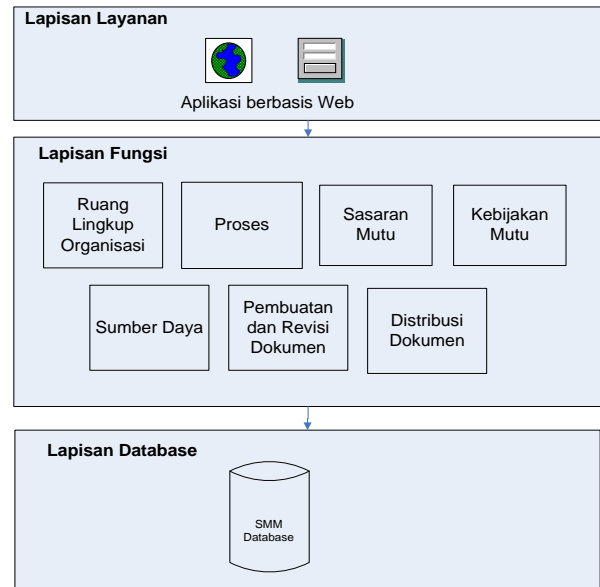 Lapisan Layanan
Aplikasi berbasis Web
Lapisan Fungsi
Ruang
Lingkup
Organisasi
Proses
Sasaran
Mutu
Kebijakan
Mutu
Sumber Daya
Pembuatan
dan Revisi
Dokumen
Distribusi
Dokumen
Lapisan Database
SMM
Database